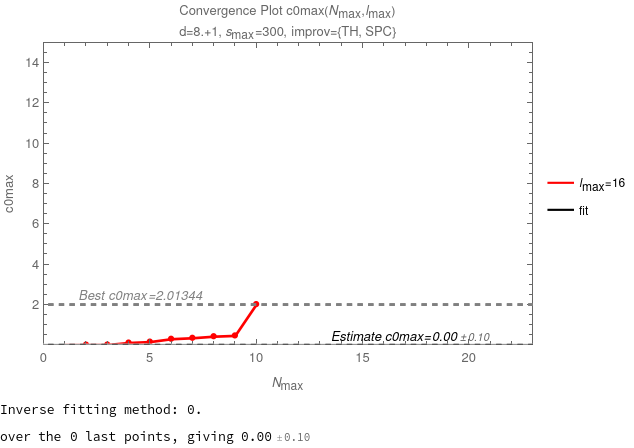 Convergence Plot c0max(Nmax,lmax)
d=8.+1, smax=300, improv={TH, SPC}
14
12
10
8
6
4
2
c0max
Best c0max=2.01344
Estimate c0max=0.00 ±0.10
0 5 10 15 20
Nmax
lmax=16
fit
Inverse fitting method: 0.
over the 0 last points, giving 0.00 ±0.10